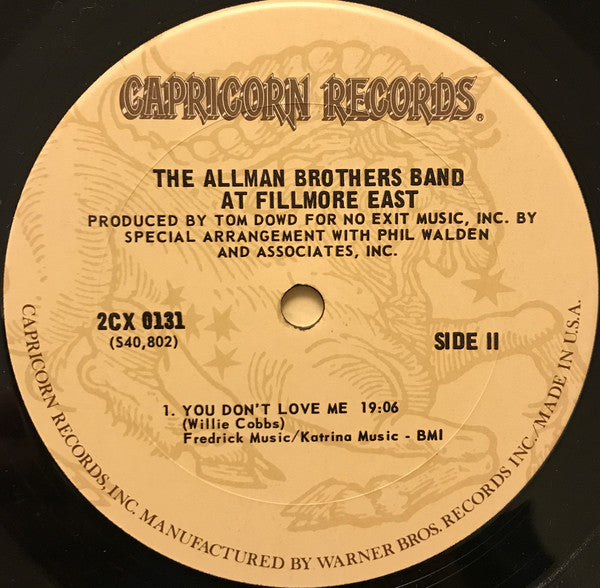 CAPRICORN RECORDS®
THE ALLMAN BROTHERS BAND
AT FILLMORE EAST
PRODUCED BY TOM DOWD FOR NO EXIT MUSIC, INC. BY
SPECIAL ARRANGEMENT WITH PHIL WALDEN
AND ASSOCIATES, INC.
2CX 0131
(S40,802)
SIDE II
1. YOU DON'T LOVE ME 19:06
(Willie Cobbs)
Fredrick Music/Katrina Music - BMI
CAPRICORN RECORDS, INC. MANUFACTURED BY WARNER BROS. RECORDS INC./MADE IN U.S.A.